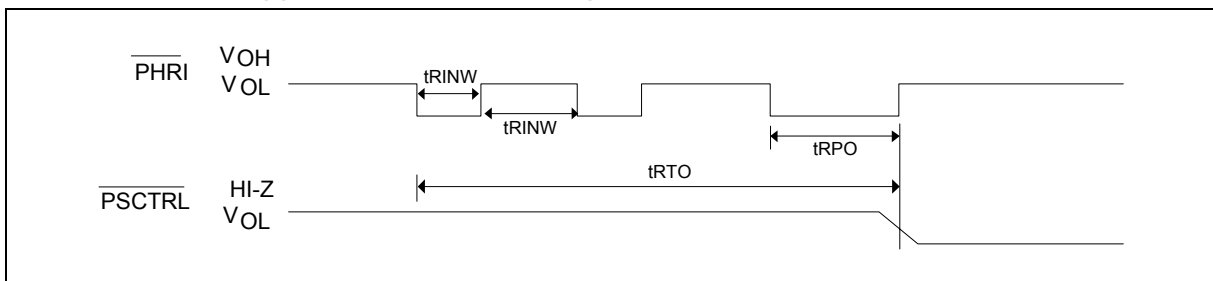 PHRI
VOH
VOL
tRINW
tRINW
tRPO
tRTO
PSCTRL
HI-Z
VOL